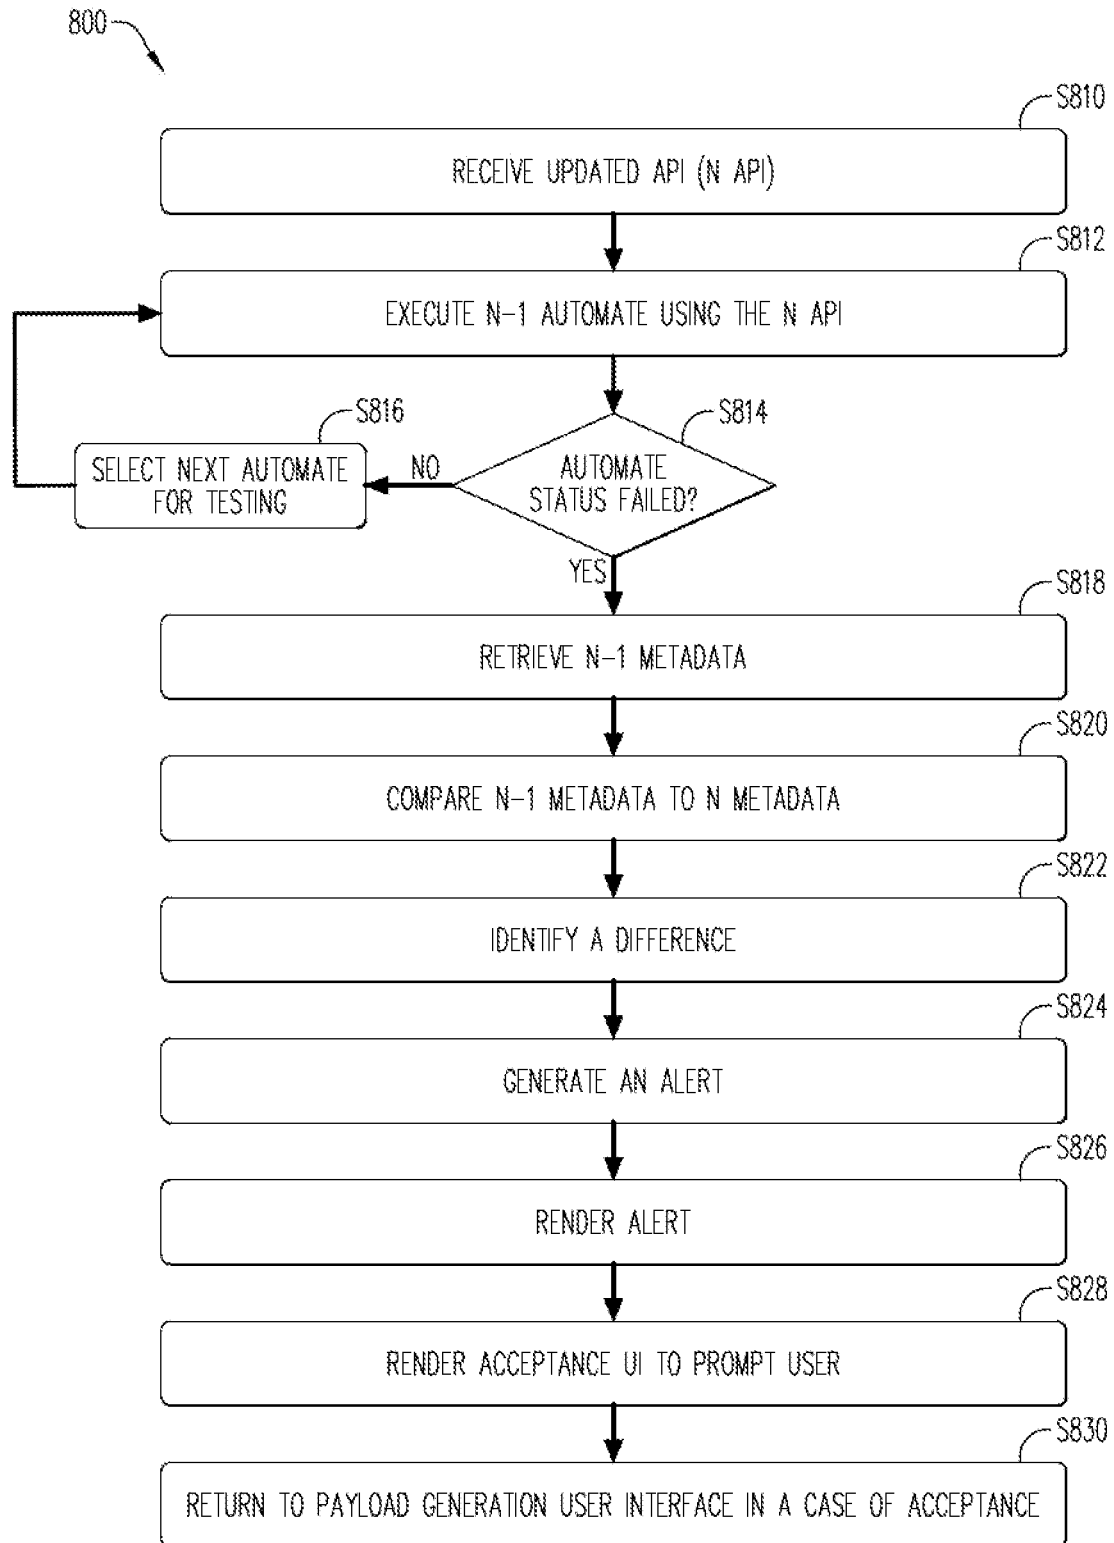 800
S810
RECEIVE UPDATED API (N API)
S812
EXECUTE N-1 AUTOMATE USING THE N API
S816
SELECT NEXT AUTOMATE
FOR TESTING
NO
S814
AUTOMATE
STATUS FAILED?
YES
S818
RETRIEVE N-1 METADATA
S820
COMPARE N-1 METADATA TO N METADATA
S822
IDENTIFY A DIFFERENCE
S824
GENERATE AN ALERT
S826
RENDER ALERT
S828
RENDER ACCEPTANCE UI TO PROMPT USER
S830
RETURN TO PAYLOAD GENERATION USER INTERFACE IN A CASE OF ACCEPTANCE